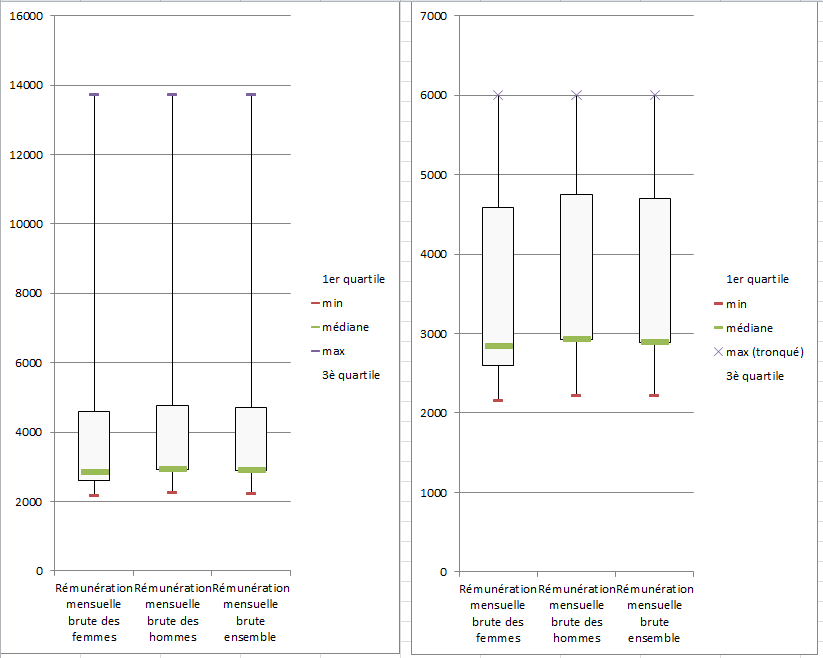 16000
14000
12000
10000
8000
6000
4000
2000
0
Rémunération mensuelle brute des femmes
Rémunération mensuelle brute des hommes
Rémunération mensuelle brute ensemble
1er quartile
min
médiane
max
3è quartile
7000
6000
5000
4000
3000
2000
1000
0
Rémunération mensuelle brute des femmes
Rémunération mensuelle brute des hommes
Rémunération mensuelle brute ensemble
1er quartile
min
médiane
max (tronqué)
3è quartile